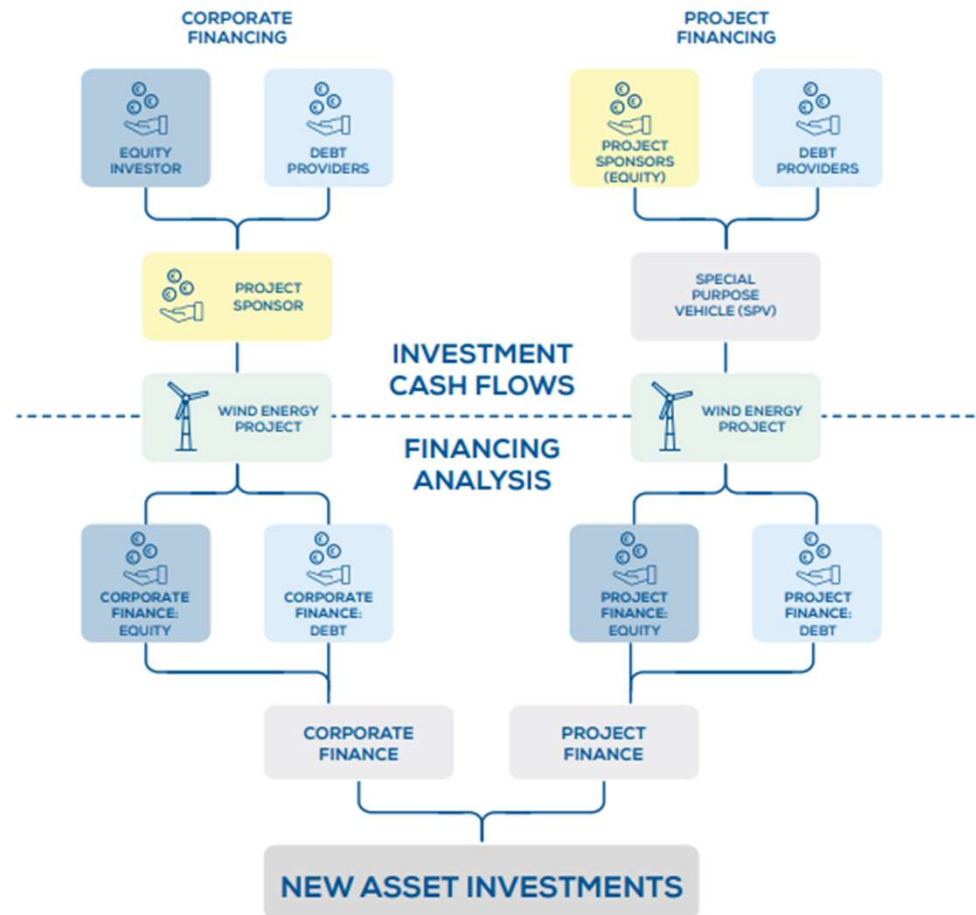 CORPORATE
FINANCING
PROJECT
FINANCING
EQUITY
INVESTOR
DEBT
PROVIDERS
PROJECT
SPONSORS
(EQUITY)
DEBT
PROVIDERS
PROJECT
SPONSOR
SPECIAL
PURPOSE
VEHICLE (SPV)
INVESTMENT
CASH FLOWS
WIND ENERGY
PROJECT
WIND ENERGY
PROJECT
FINANCING
ANALYSIS
CORPORATE
FINANCE:
EQUITY
CORPORATE
FINANCE:
DEBT
PROJECT
FINANCE:
EQUITY
PROJECT
FINANCE:
DEBT
CORPORATE
FINANCE
PROJECT
FINANCE
NEW ASSET INVESTMENTS